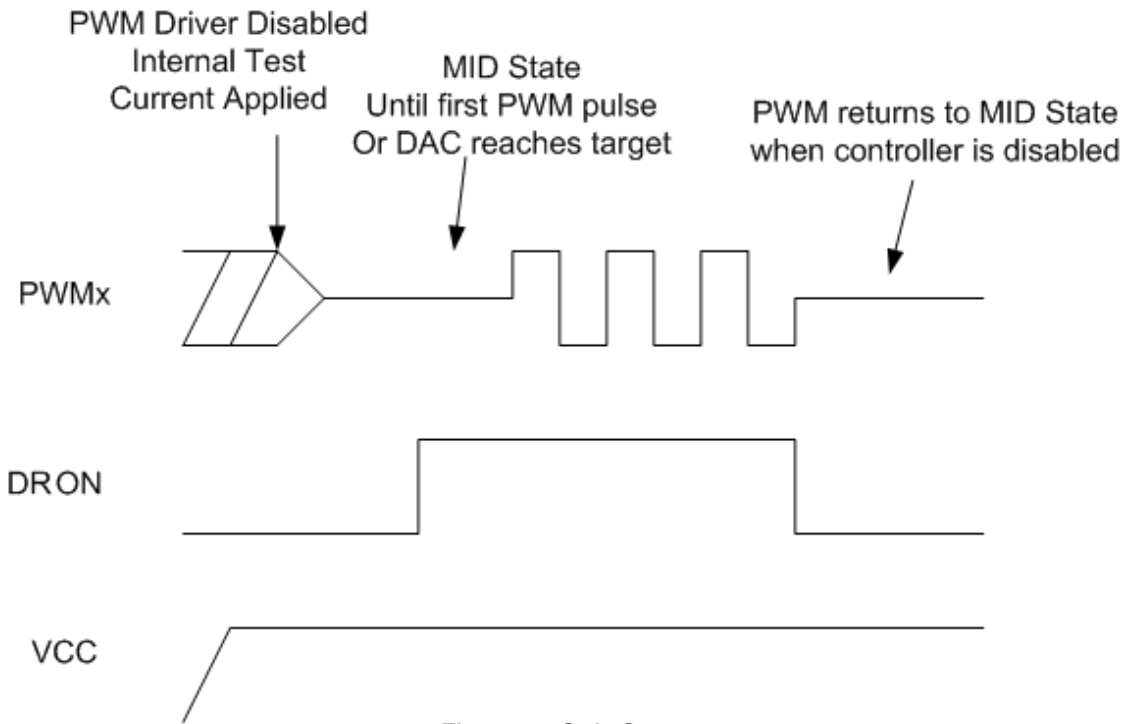 PWM Driver Disabled
Internal Test
Current Applied
MID State
Until first PWM pulse
Or DAC reaches target
PWM returns to MID State
when controller is disabled
PWMx
DRON
VCC